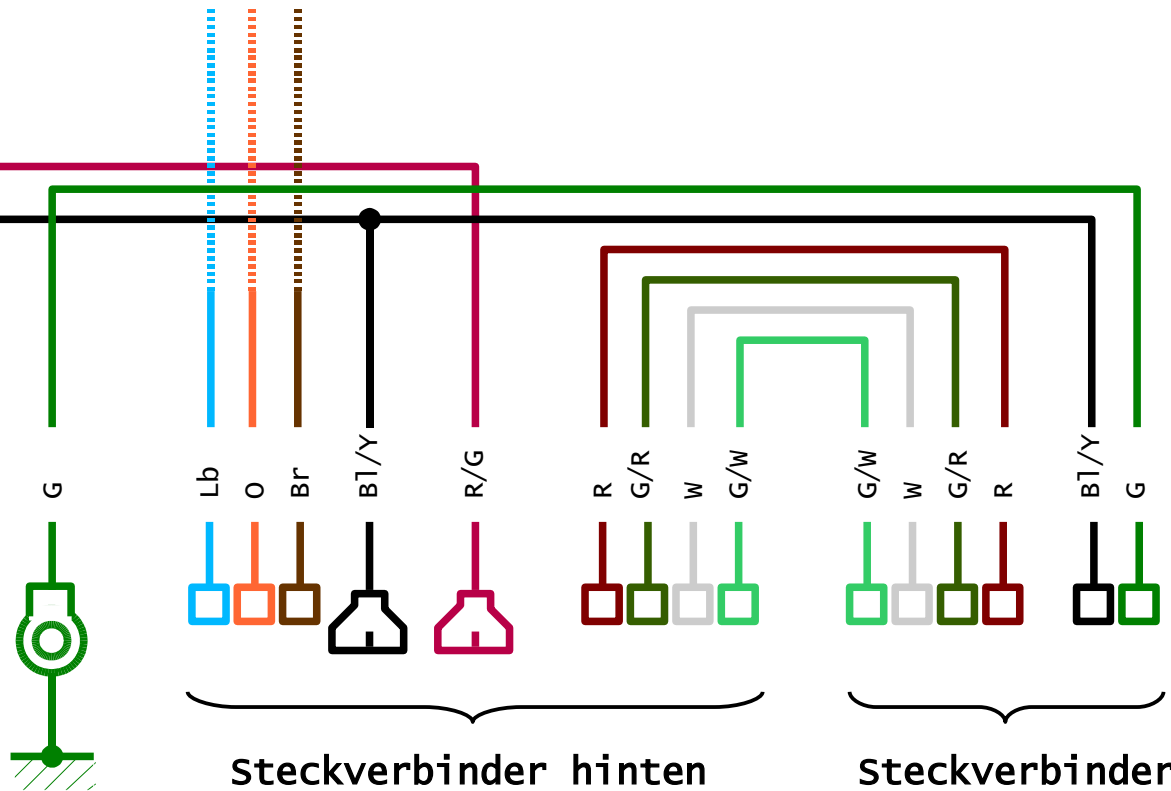 G Lb O Br Bl/Y R/G R G/R W G/W G/W W G/R R Bl/Y G
Steckverbinder hinten Steckverbinder